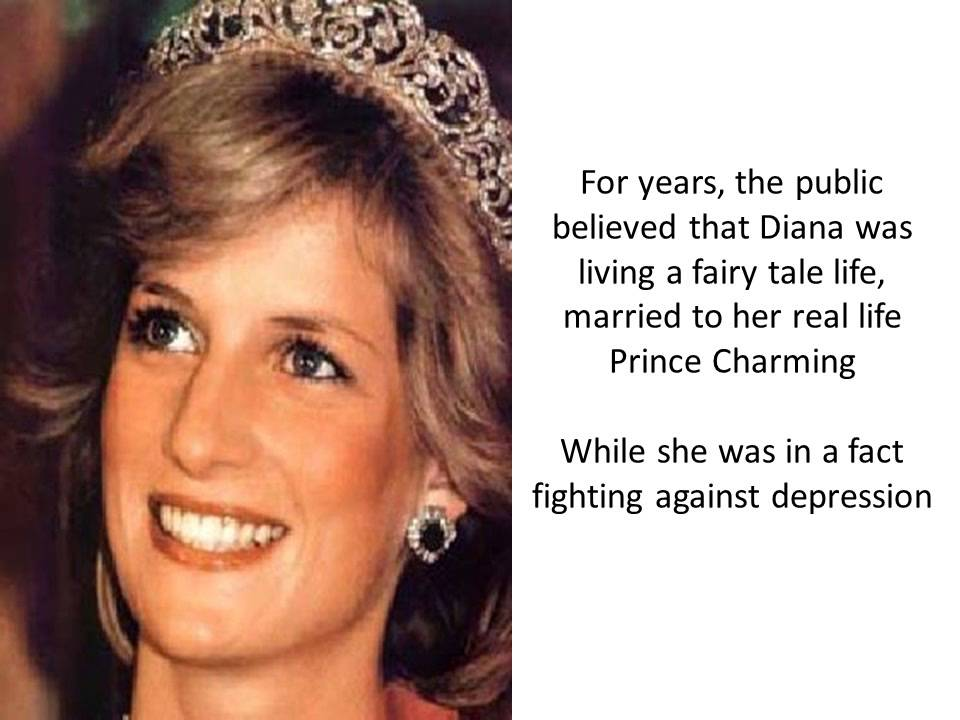 For years, the public
believed that Diana was
living a fairy tale life,
married to her real life
Prince Charming
While she was in a fact
fighting against depression